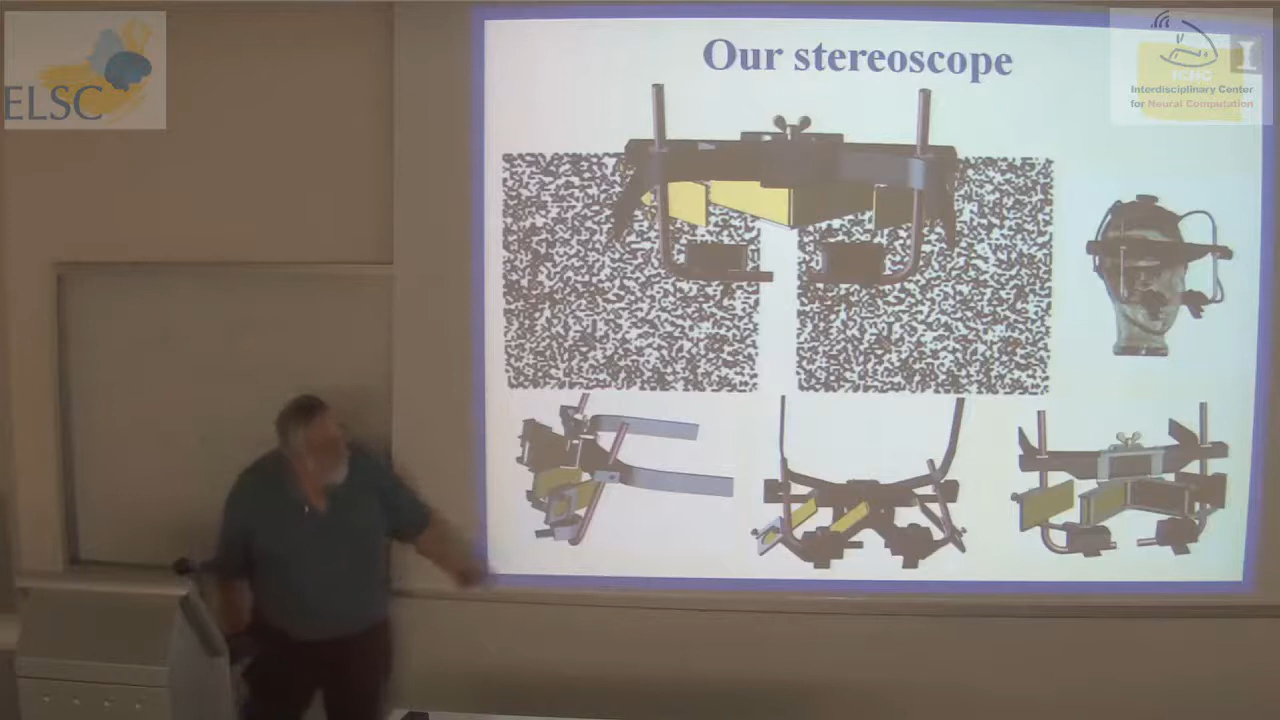 ELSC
Our stereoscope
ICNC
Interdisciplinary Center
for Neural Computation